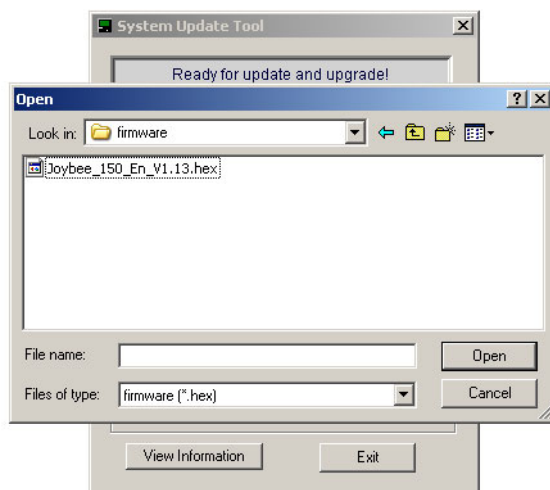 System Update Tool
Ready for update and upgrade!
Open
Look in: firmware
Joybee_150_En_V1.13.hex
File name:
Open
Files of type: firmware (*.hex)
Cancel
View Information
Exit